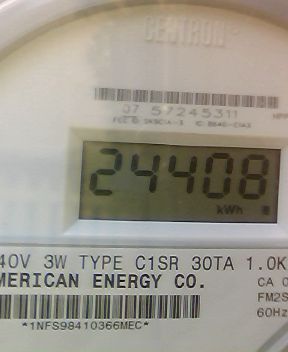 CENTRON
07 57245311
24408
kWh
40V 3W TYPE C1SR 30TA 1.0K
MERICAN ENERGY CO.
CA 0
FM2S
60Hz
*1NFS98410366MEC*